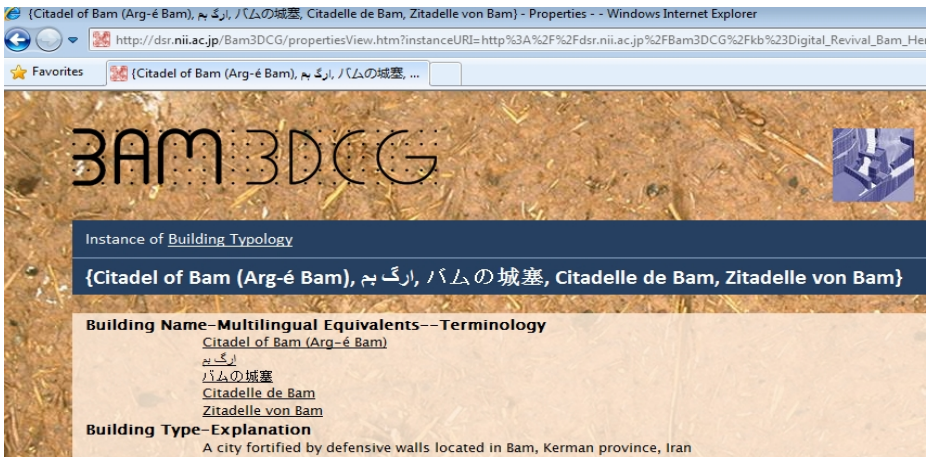 {Citadel of Bam (Arg-é Bam), ارگ بم, バムの城塞, Citadelle de Bam, Zitadelle von Bam} - Properties - - Windows Internet Explorer
http://dsr.nii.ac.jp/Bam3DCG/propertiesView.htm?instanceURI=http%3A%2F%2Fdsr.nii.ac.jp%2FBam3DCG%2Fkb%23Digital_Revival_Bam_Her
Favorites
{Citadel of Bam (Arg-é Bam), ارگ بم, バムの城塞, ...
BAM 3DCG
Instance of Building Typology
{Citadel of Bam (Arg-é Bam), ارگ بم, バムの城塞, Citadelle de Bam, Zitadelle von Bam}
Building Name-Multilingual Equivalents--Terminology
Citadel of Bam (Arg-é Bam)
ارگ بم
バムの城塞
Citadelle de Bam
Zitadelle von Bam
Building Type-Explanation
A city fortified by defensive walls located in Bam, Kerman province, Iran